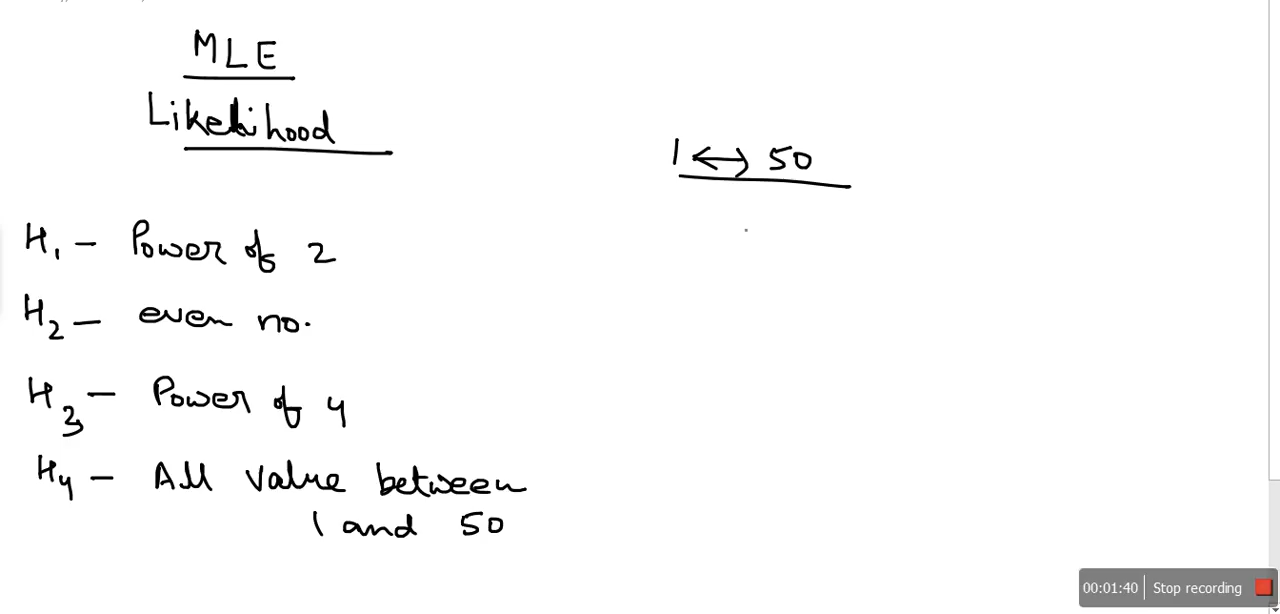 MLE
Likelihood
1 ↔ 50
H1 – Power of 2
H2 – even no.
H3 – Power of 4
H4 – All value between
1 and 50
00:01:40 Stop recording